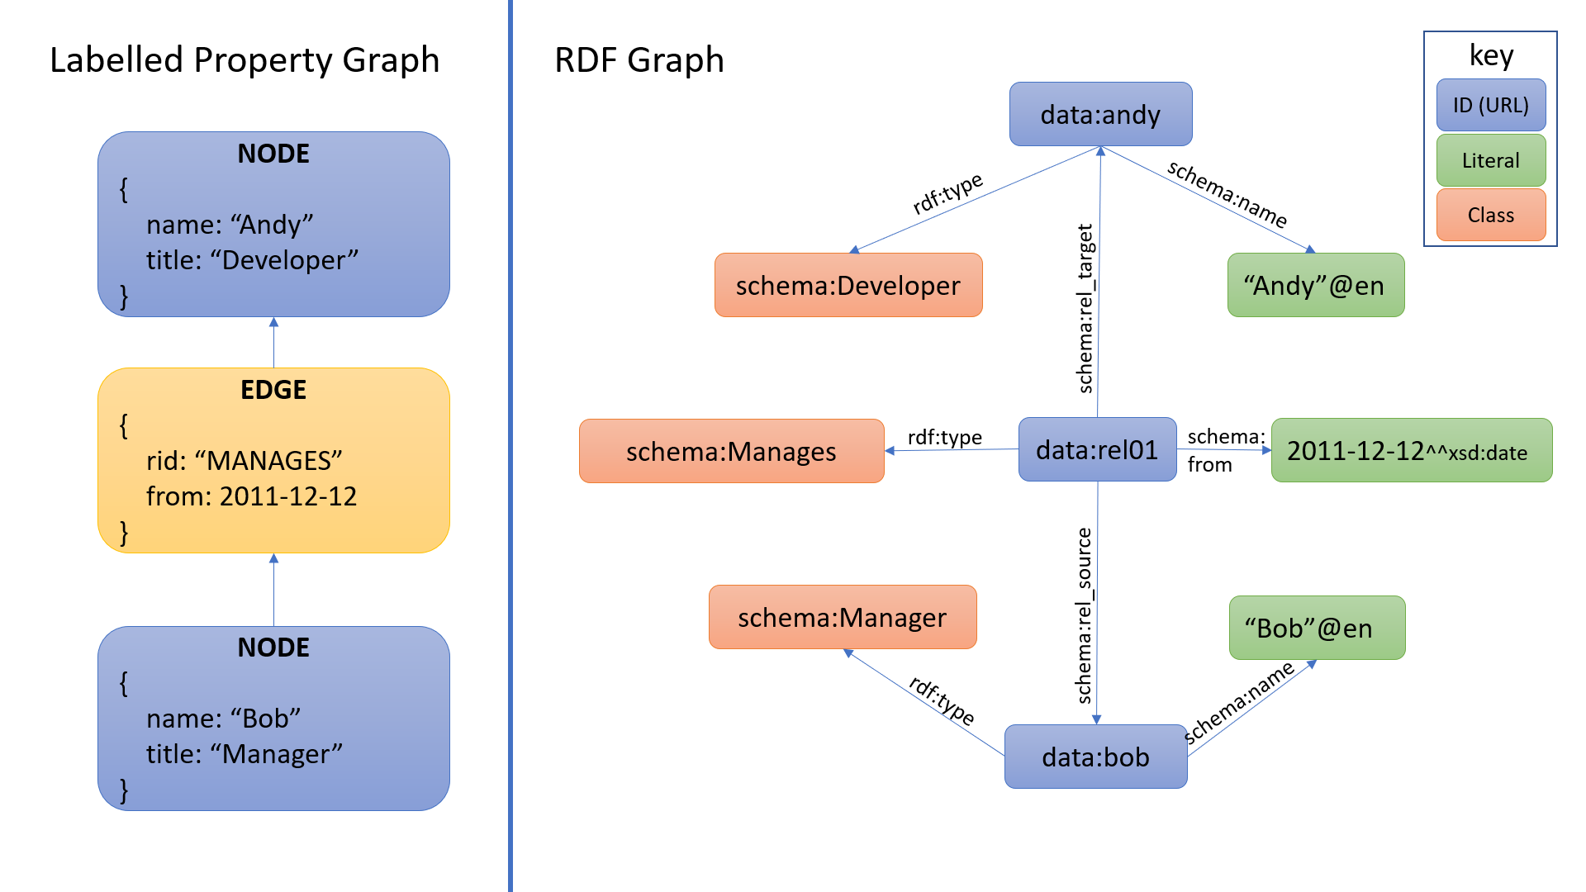 Labelled Property Graph
NODE
{
name: “Andy”
title: “Developer”
}
EDGE
{
rid: “MANAGES”
from: 2011-12-12
}
NODE
{
name: “Bob”
title: “Manager”
}
RDF Graph
key
ID (URL)
Literal
Class
data:andy
rdf:type
schema:name
schema:rel_target
schema:Developer
“Andy”@en
schema:Manages
rdf:type
data:rel01
schema:
from
2011-12-12^^xsd:date
schema:rel_source
schema:Manager
“Bob”@en
rdf:type
schema:name
data:bob